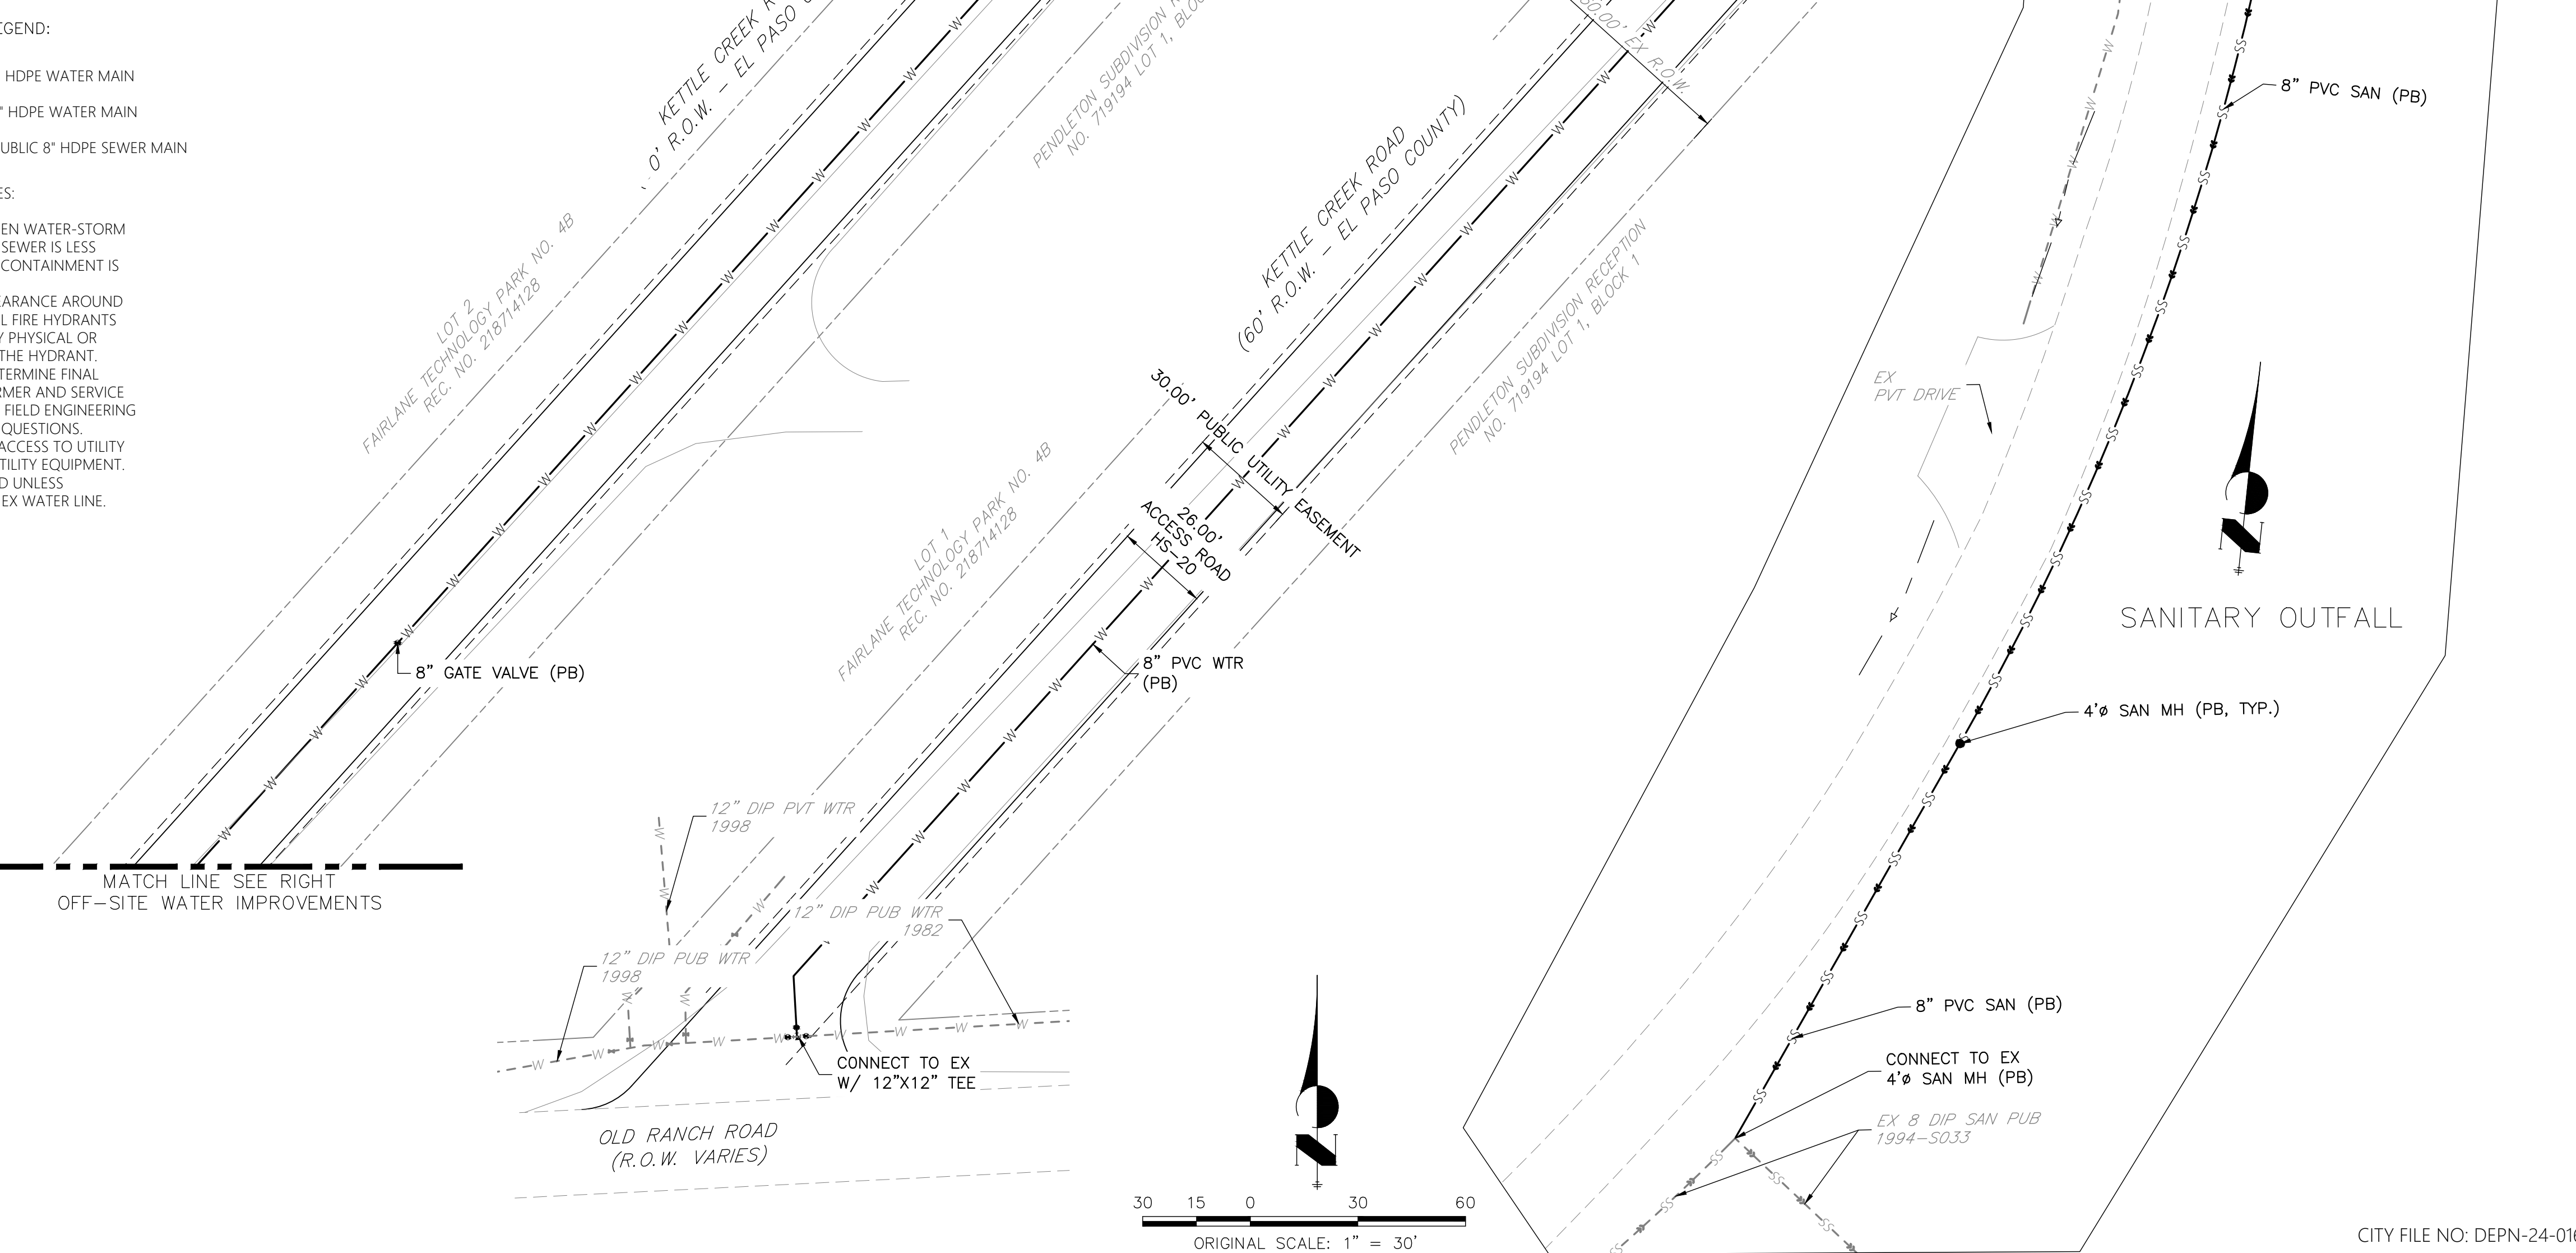 EGEND:
HDPE WATER MAIN
" HDPE WATER MAIN
UBLIC 8" HDPE SEWER MAIN
ES:
EN WATER-STORM
SEWER IS LESS
CONTAINMENT IS
EARANCE AROUND
L FIRE HYDRANTS
Y PHYSICAL OR
THE HYDRANT.
TERMINE FINAL
RMER AND SERVICE
FIELD ENGINEERING
QUESTIONS.
ACCESS TO UTILITY
TILITY EQUIPMENT.
D UNLESS
EX WATER LINE.
KETTLE CREEK R
0' R.O.W. - EL PASO
PENDLETON SUBDIVISION
NO. 719194 LOT 1, BLOC
LOT 2
FAIRLANE TECHNOLOGY PARK NO. 4B
REC. NO. 218714128
8" GATE VALVE (PB)
MATCH LINE SEE RIGHT
OFF-SITE WATER IMPROVEMENTS
60.00' EX R.O.W.
KETTLE CREEK ROAD
(60' R.O.W. - EL PASO COUNTY)
PENDLETON SUBDIVISION RECEPTION
NO. 719194 LOT 1, BLOCK 1
30.00' PUBLIC UTILITY EASEMENT
26.00'
ACCESS ROAD
HS-20
LOT 1
FAIRLANE TECHNOLOGY PARK NO. 4B
REC. NO. 218714128
8" PVC WTR
(PB)
12" DIP PVT WTR
1998
12" DIP PUB WTR
1982
12" DIP PUB WTR
1998
CONNECT TO EX
W/ 12"X12" TEE
OLD RANCH ROAD
(R.O.W. VARIES)
N
30 15 0 30 60
ORIGINAL SCALE: 1" = 30'
8" PVC SAN (PB)
EX
PVT DRIVE
N
SANITARY OUTFALL
4'ø SAN MH (PB, TYP.)
8" PVC SAN (PB)
CONNECT TO EX
4'ø SAN MH (PB)
EX 8 DIP SAN PUB
1994-S033
CITY FILE NO: DEPN-24-01